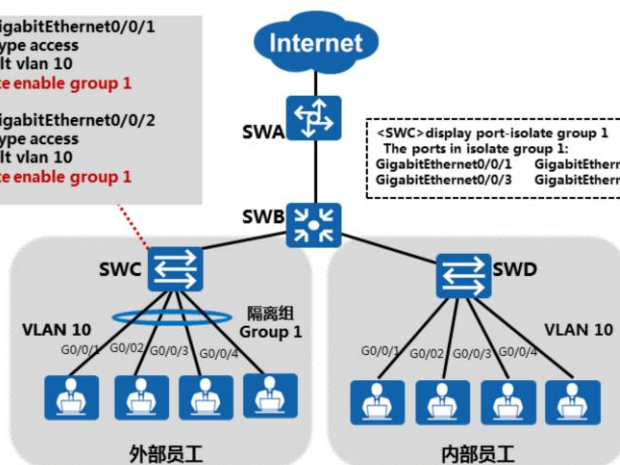 igabitEthernet0/0/1
ype access
lt vlan 10
te enable group 1
igabitEthernet0/0/2
ype access
lt vlan 10
te enable group 1
Internet
SWA
<SWC>display port-isolate group 1
The ports in isolate group 1:
GigabitEthernet0/0/1 GigabitEthern
GigabitEthernet0/0/3 GigabitEthern
SWB
SWC
SWD
VLAN 10
隔离组
Group 1
VLAN 10
G0/0/1 G0/02 G0/0/3 G0/0/4
G0/0/1 G0/02 G0/0/3 G0/0/4
外部员工
内部员工